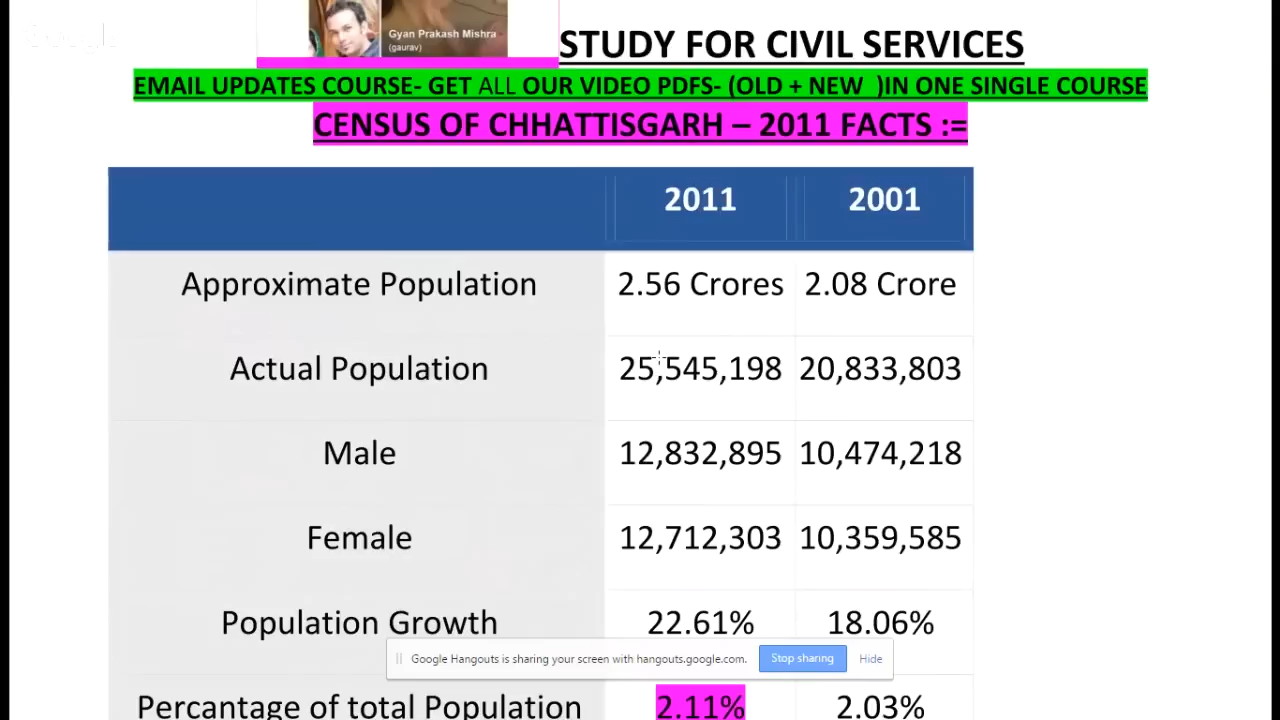 Google
Gyan Prakash Mishra
(gaurav)
STUDY FOR CIVIL SERVICES
EMAIL UPDATES COURSE- GET ALL OUR VIDEO PDFS- (OLD + NEW )IN ONE SINGLE COURSE
CENSUS OF CHHATTISGARH – 2011 FACTS :=
2011 2001
Approximate Population 2.56 Crores 2.08 Crore
Actual Population 25,545,198 20,833,803
Male 12,832,895 10,474,218
Female 12,712,303 10,359,585
Population Growth 22.61% 18.06%
Google Hangouts is sharing your screen with hangouts.google.com. Stop sharing Hide
Percentage of total Population 2.11% 2.03%